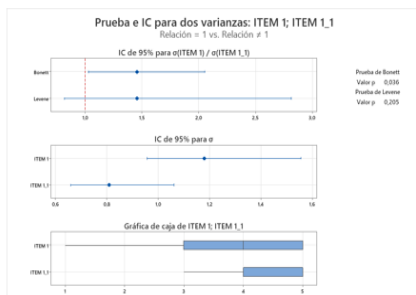 Prueba e IC para dos varianzas: ITEM 1; ITEM 1_1
Relación = 1 vs. Relación ≠ 1
IC de 95% para σ(ITEM 1) / σ(ITEM 1_1)
Bonett
Levene
1.0 1.5 2.0 2.5 3.0
Prueba de Bonett
Valor p 0,036
Prueba de Levene
Valor p 0,205
IC de 95% para σ
ITEM 1
ITEM 1_1
0.6 0.8 1.0 1.2 1.4 1.6
Gráfica de caja de ITEM 1; ITEM 1_1
ITEM 1
ITEM 1_1
1 2 3 4 5